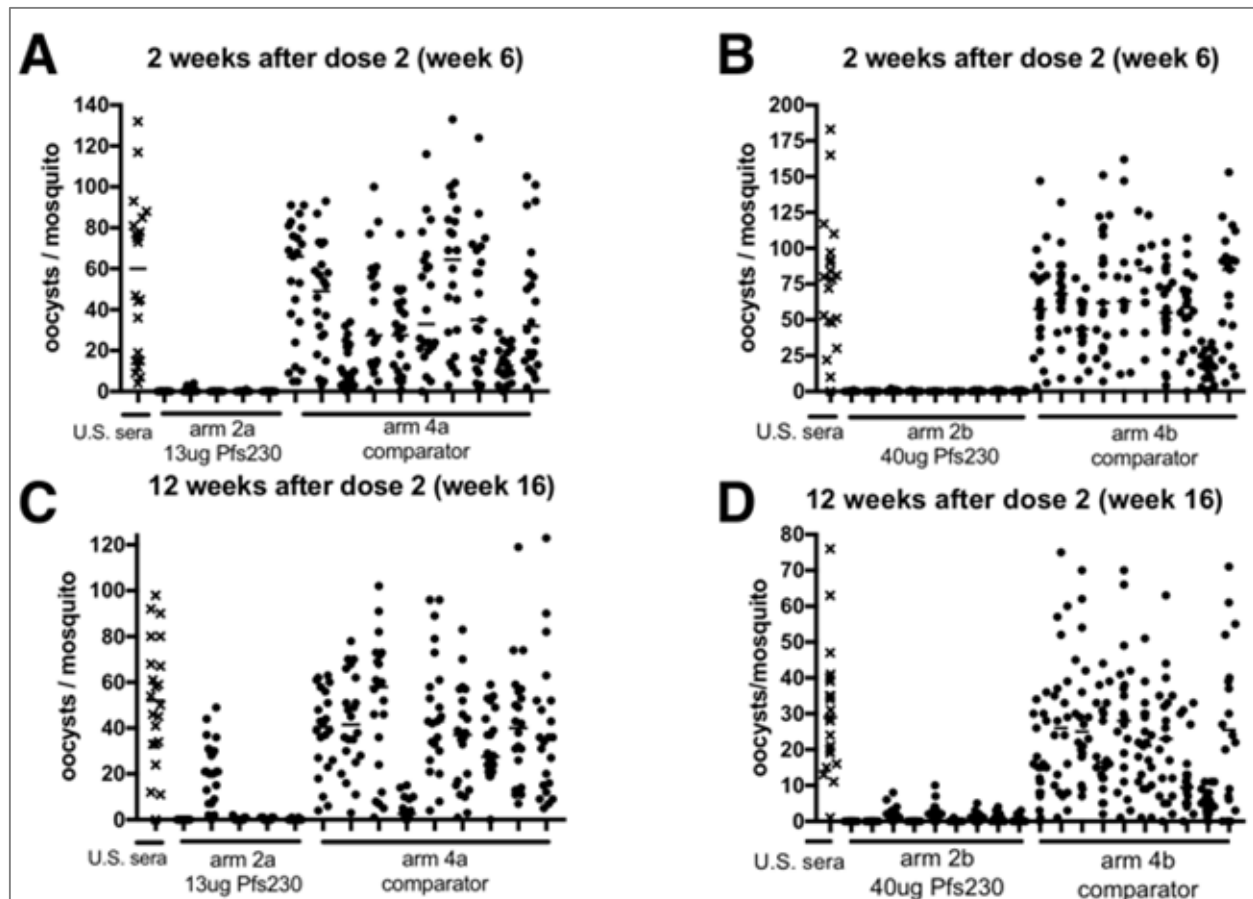 A
2 weeks after dose 2 (week 6)
oocysts / mosquito
140
120
100
80
60
40
20
0
U.S. sera
arm 2a
13ug Pfs230
arm 4a
comparator
B
2 weeks after dose 2 (week 6)
oocysts / mosquito
200
175
150
125
100
75
50
25
0
U.S. sera
arm 2b
40ug Pfs230
arm 4b
comparator
C
12 weeks after dose 2 (week 16)
oocysts / mosquito
120
100
80
60
40
20
0
U.S. sera
arm 2a
13ug Pfs230
arm 4a
comparator
D
12 weeks after dose 2 (week 16)
oocysts/mosquito
80
70
60
50
40
30
20
10
0
U.S. sera
arm 2b
40ug Pfs230
arm 4b
comparator